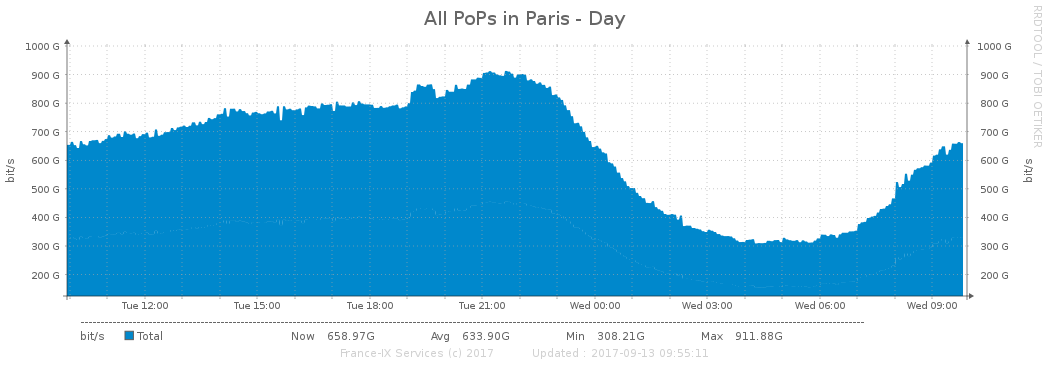 All PoPs in Paris - Day
RRDTOOL / TOBI OETIKER
bit/s
1000 G 1000 G
900 G 900 G
800 G 800 G
700 G 700 G
600 G 600 G
500 G 500 G
400 G 400 G
300 G 300 G
200 G 200 G
bit/s
Tue 12:00 Tue 15:00 Tue 18:00 Tue 21:00 Wed 00:00 Wed 03:00 Wed 06:00 Wed 09:00
bit/s Total Now 658.97G Avg 633.90G Min 308.21G Max 911.88G
France-IX Services (c) 2017 Updated : 2017-09-13 09:55:11